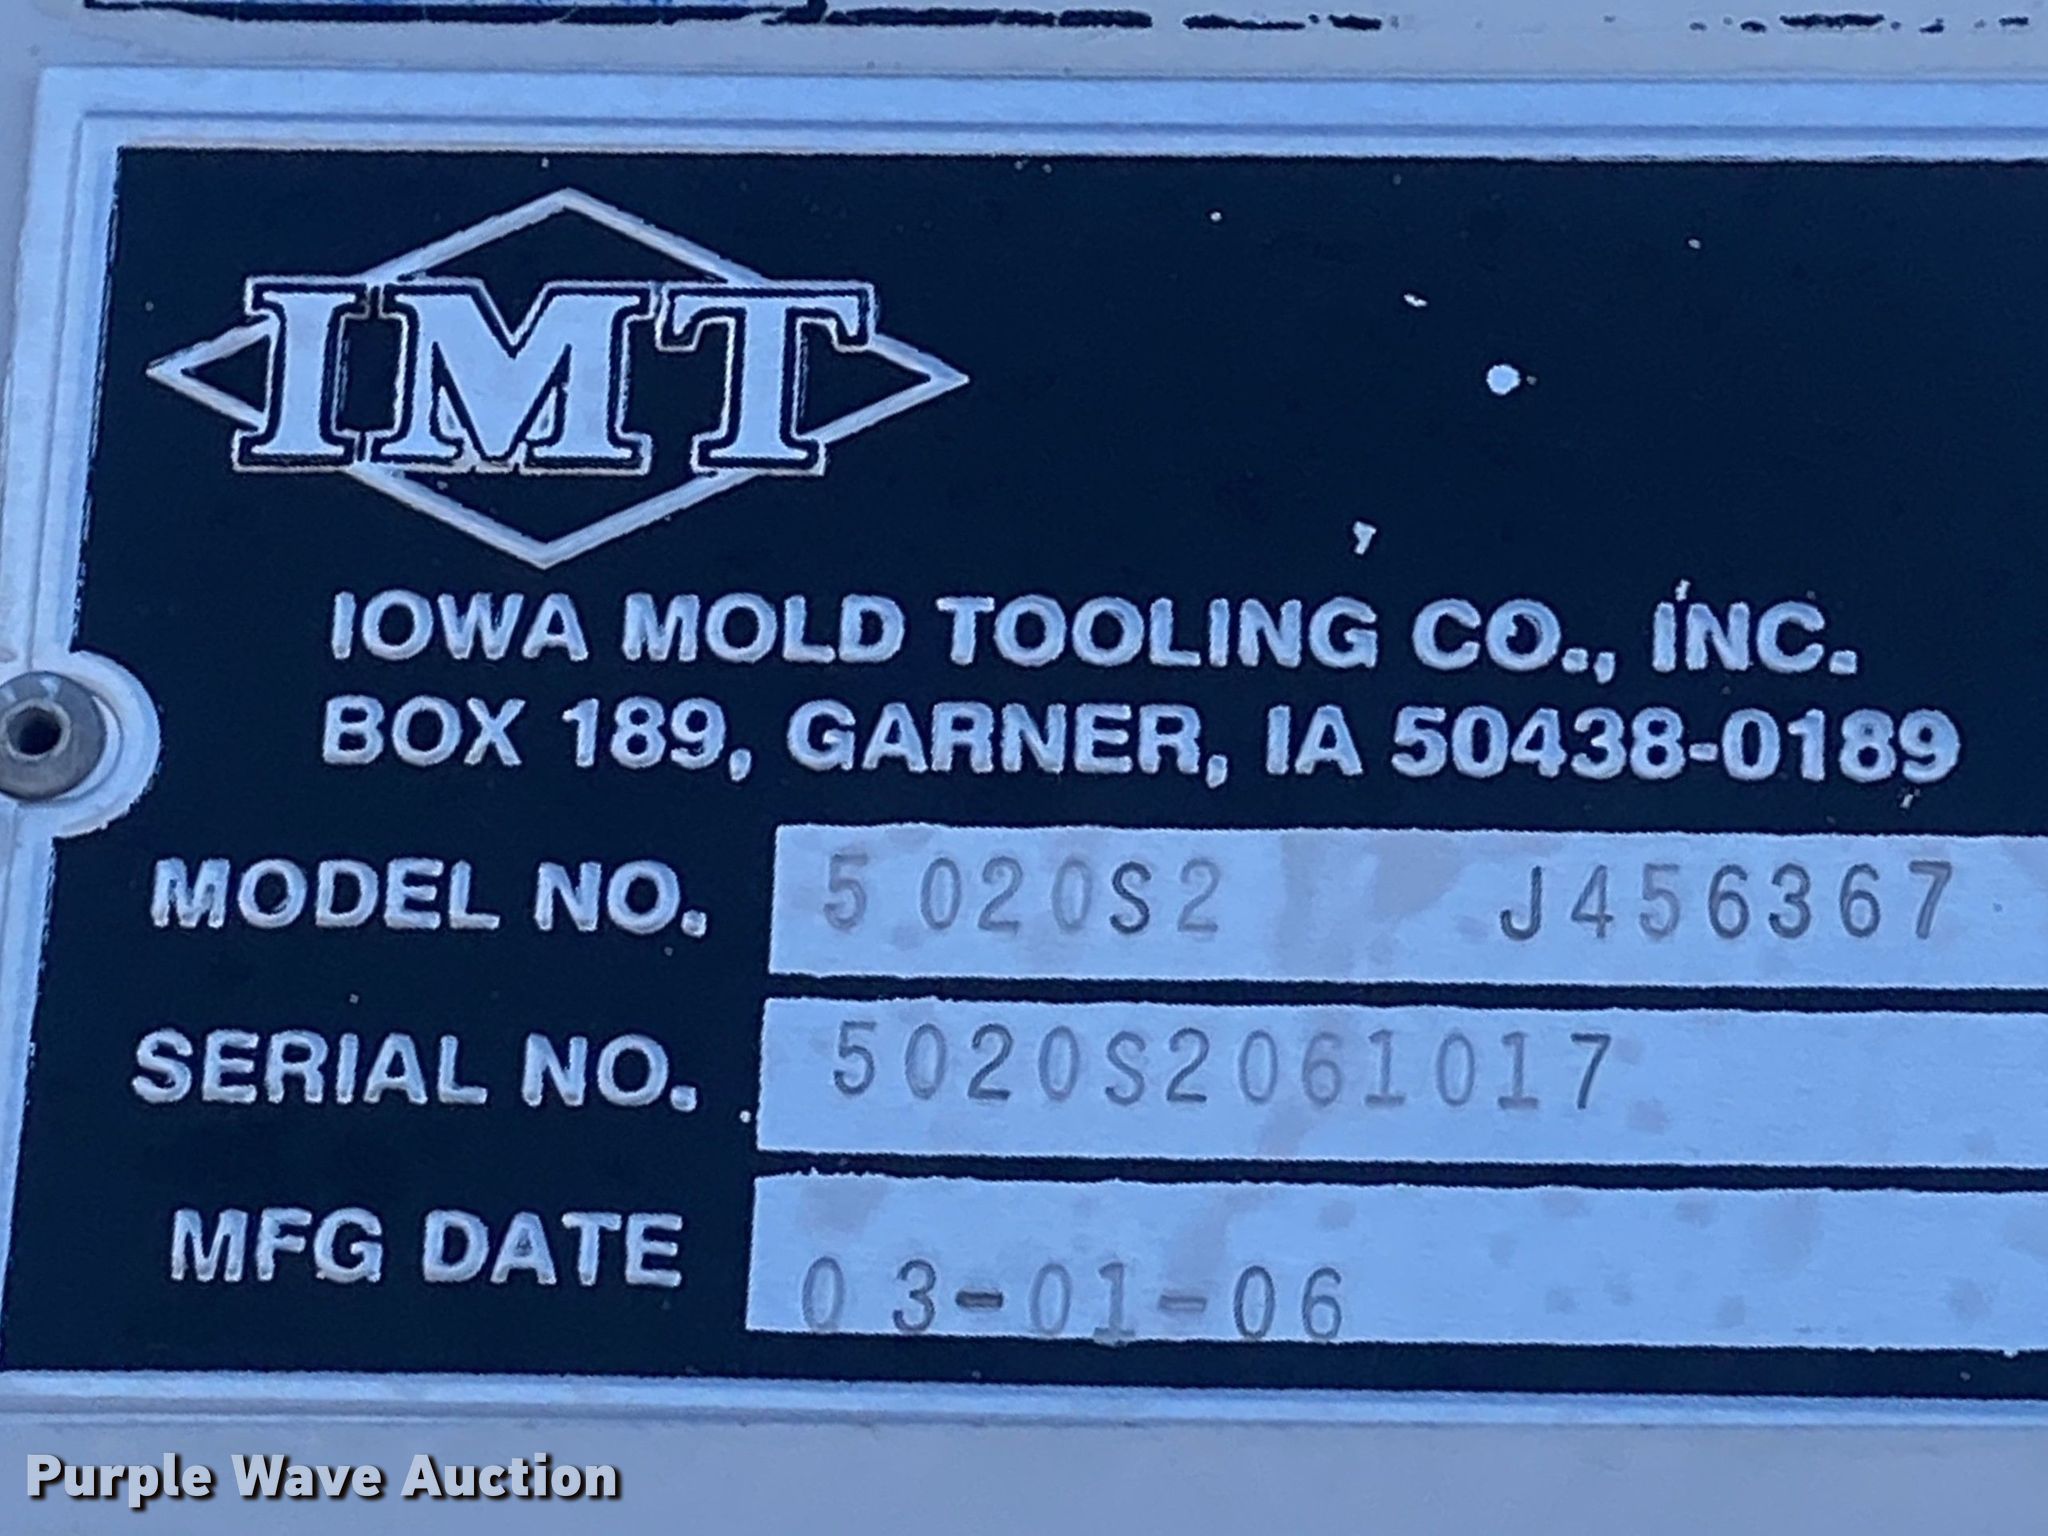 IMT
IOWA MOLD TOOLING CO., INC.
BOX 189, GARNER, IA 50438-0189
MODEL NO. 5 020S2 J456367
SERIAL NO. 5020S2061017
MFG DATE 03-01-06
Purple Wave Auction